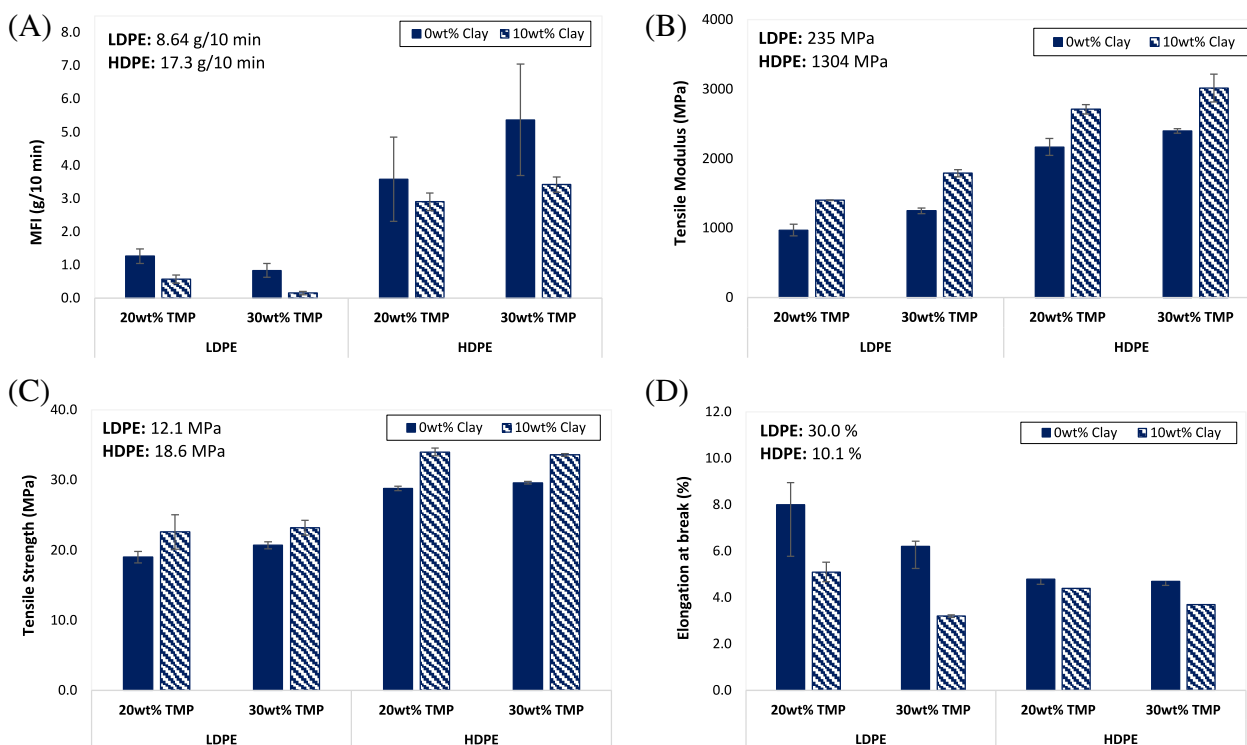 (A)
LDPE: 8.64 g/10 min
HDPE: 17.3 g/10 min
0wt% Clay 10wt% Clay
MFI (g/10 min)
8.0
7.0
6.0
5.0
4.0
3.0
2.0
1.0
0.0
20wt% TMP 30wt% TMP 20wt% TMP 30wt% TMP
LDPE HDPE
(B)
LDPE: 235 MPa
HDPE: 1304 MPa
0wt% Clay 10wt% Clay
Tensile Modulus (MPa)
4000
3000
2000
1000
0
20wt% TMP 30wt% TMP 20wt% TMP 30wt% TMP
LDPE HDPE
(C)
LDPE: 12.1 MPa
HDPE: 18.6 MPa
0wt% Clay 10wt% Clay
Tensile Strength (MPa)
40.0
30.0
20.0
10.0
0.0
20wt% TMP 30wt% TMP 20wt% TMP 30wt% TMP
LDPE HDPE
(D)
LDPE: 30.0 %
HDPE: 10.1 %
0wt% Clay 10wt% Clay
Elongation at break (%)
12.0
10.0
8.0
6.0
4.0
2.0
0.0
20wt% TMP 30wt% TMP 20wt% TMP 30wt% TMP
LDPE HDPE